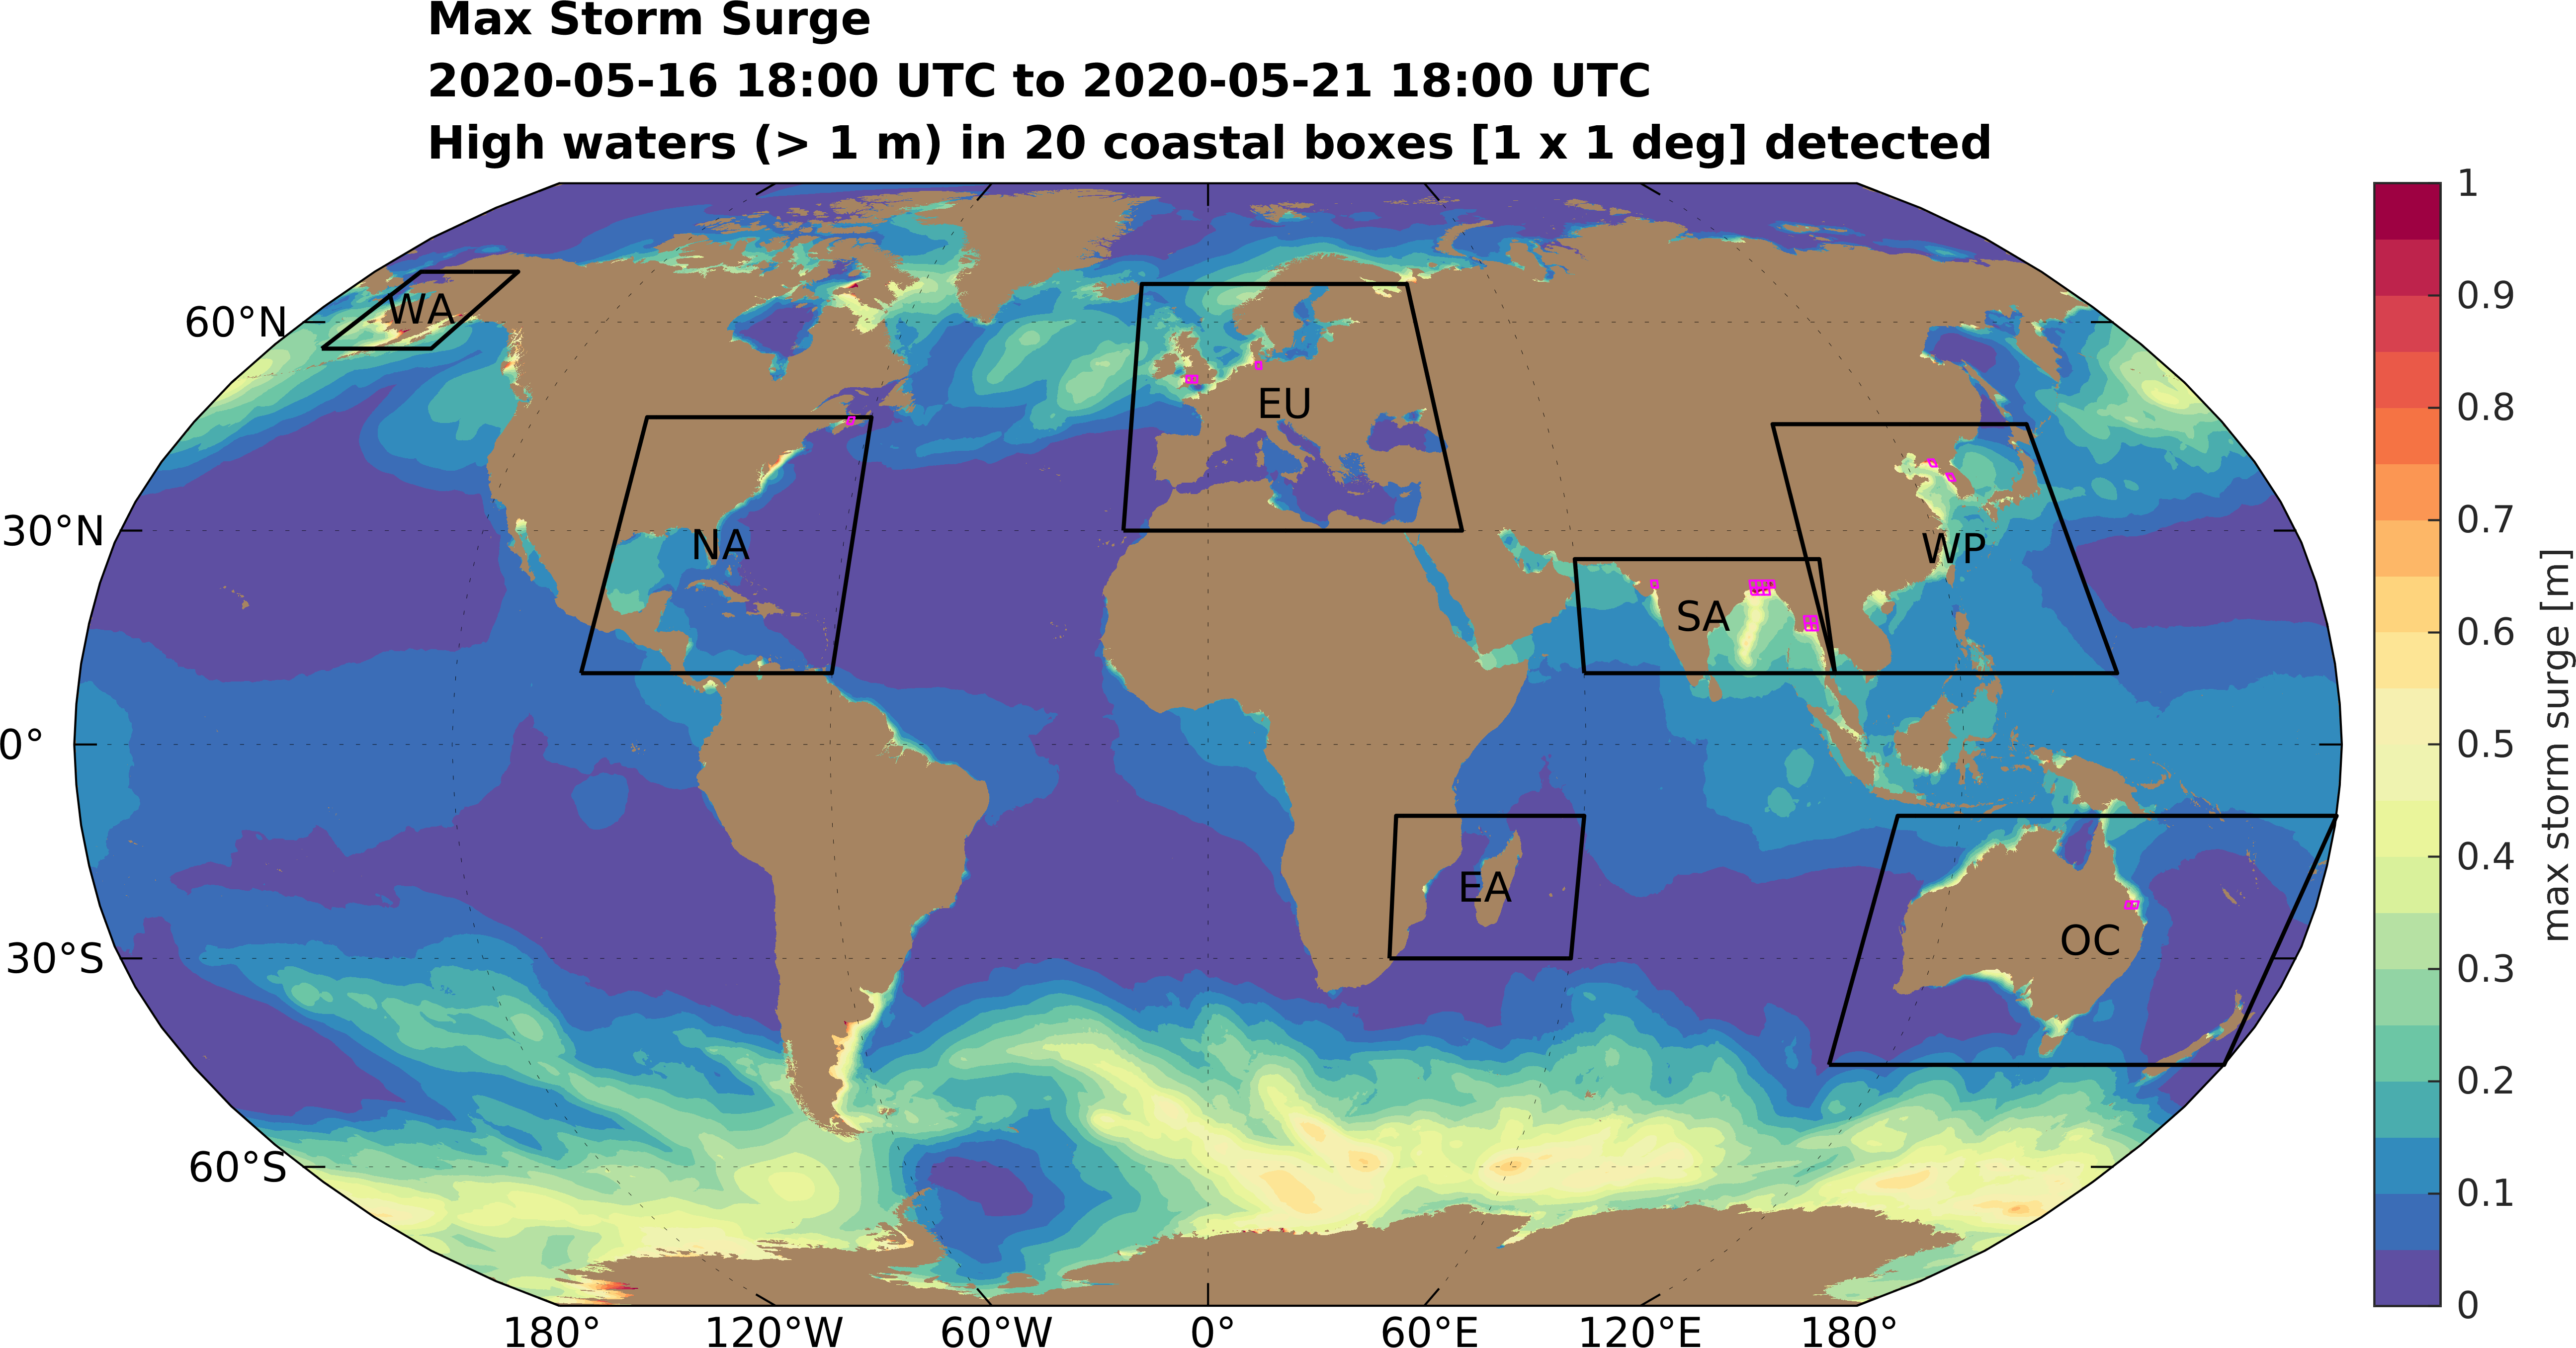 Max Storm Surge
2020-05-16 18:00 UTC to 2020-05-21 18:00 UTC
High waters (> 1 m) in 20 coastal boxes [1 x 1 deg] detected
60°N
30°N
0°
30°S
60°S
WA
NA
EU
SA
WP
EA
OC
180°
120°W
60°W
0°
60°E
120°E
180°
1
0.9
0.8
0.7
0.6
0.5
0.4
0.3
0.2
0.1
0
max storm surge [m]